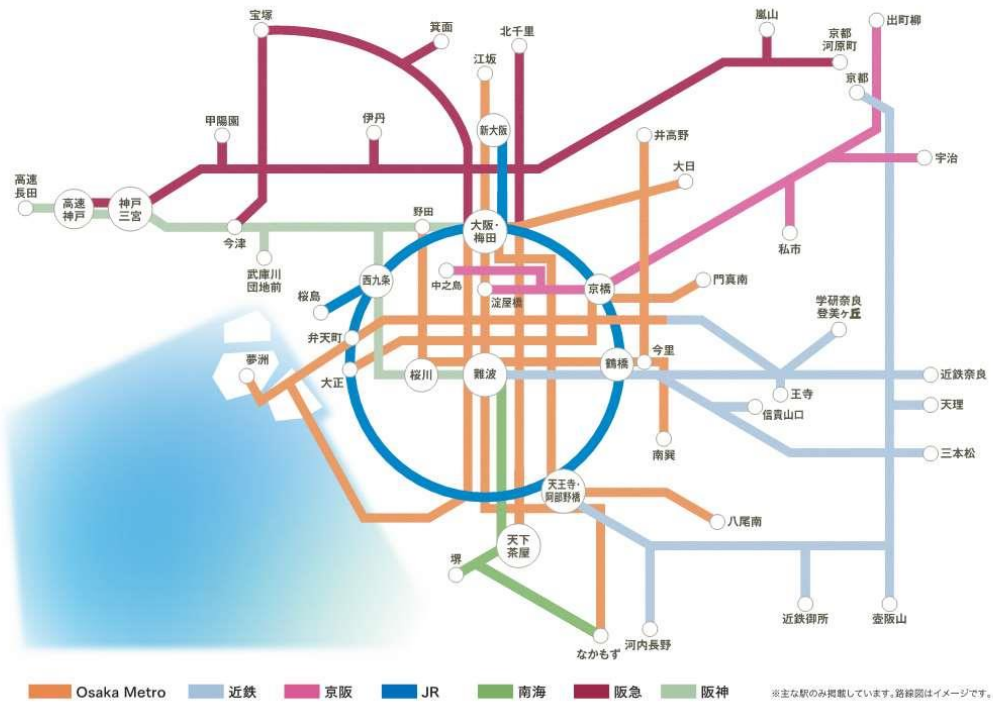 宝塚
箕面
北千里
嵐山
出町柳
江坂
京都
河原町
京都
甲陽園
伊丹
新大阪
井高野
大日
宇治
高速
長田
高速
神戸
神戸
三宮
今津
武庫川
団地前
野田
大阪・
梅田
私市
西九条
中之島
淀屋橋
京橋
門真南
学研奈良
登美ヶ丘
桜島
弁天町
夢洲
大正
桜川
難波
鶴橋
今里
王寺
近鉄奈良
信貴山口
天理
南巽
三本松
天王寺・
阿部野橋
八尾南
天下
茶屋
堺
なかもず
河内長野
近鉄御所
壺阪山
Osaka Metro
近鉄
京阪
JR
南海
阪急
阪神
※主な駅のみ掲載しています。路線図はイメージです。